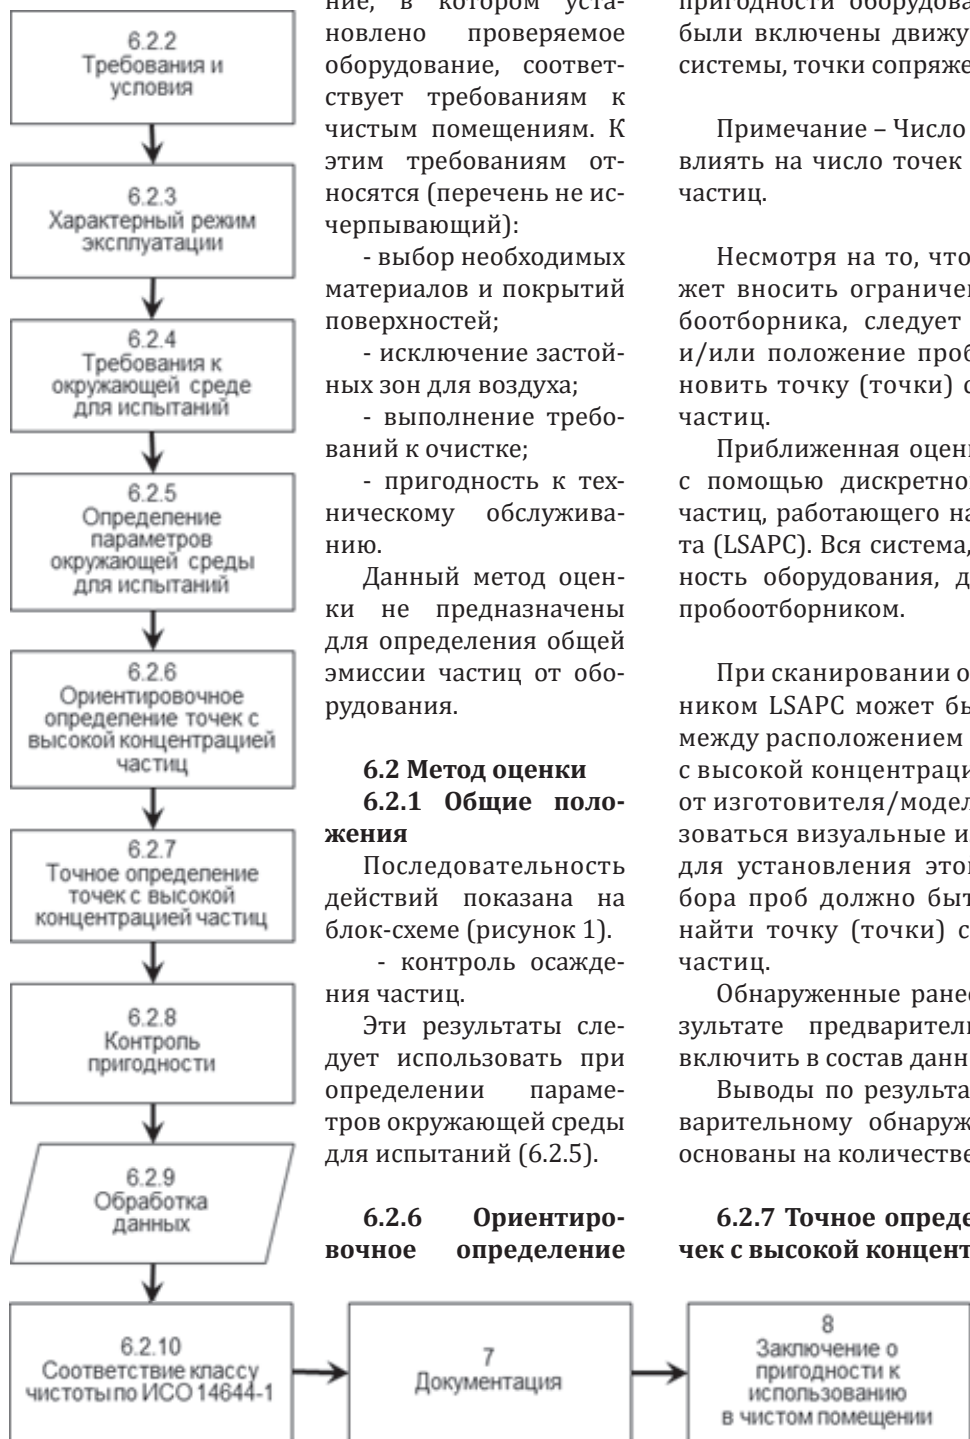 6.2.2
Требования и
условия
6.2.3
Характерный режим
эксплуатации
6.2.4
Требования к
окружающей среде
для испытаний
6.2.5
Определение
параметров
окружающей среды
для испытаний
6.2.6
Ориентировочное
определение точек с
высокой концентрацией
частиц
6.2.7
Точное определение
точек с высокой
концентрацией частиц
6.2.8
Контроль
пригодности
6.2.9
Обработка
данных
6.2.10
Соответствие классу
чистоты по ИСО 14644-1
7
Документация
8
Заключение о
пригодности к
использованию
в чистом помещении
ние, в котором уста-
новлено проверяемое
оборудование, соответ-
ствует требованиям к
чистым помещениям. К
этим требованиям от-
носятся (перечень не ис-
черпывающий):
- выбор необходимых
материалов и покрытий
поверхностей;
- исключение застой-
ных зон для воздуха;
- выполнение требо-
ваний к очистке;
- пригодность к тех-
ническому обслужива-
нию.
Данный метод оцен-
ки не предназначены
для определения общей
эмиссии частиц от обо-
рудования.
6.2 Метод оценки
6.2.1 Общие поло-
жения
Последовательность
действий показана на
блок-схеме (рисунок 1).
- контроль осажде-
ния частиц.
Эти результаты сле-
дует использовать при
определении параме-
тров окружающей среды
для испытаний (6.2.5).
6.2.6 Ориентиро-
вочное определение
пригодности оборудова
были включены движу
системы, точки сопряже
Примечание – Число
влиять на число точек
частиц.
Несмотря на то, что
жет вносить ограничен
боотборника, следует
и/или положение проб
новить точку (точки) с
частиц.
Приближенная оцен
с помощью дискретно
частиц, работающего на
та (LSAPC). Вся система,
ность оборудования, д
пробоотборником.
При сканировании о
ником LSAPC может бы
между расположением
с высокой концентраци
от изготовителя/модел
зоваться визуальные и
для установления этог
бора проб должно быт
найти точку (точки) с
частиц.
Обнаруженные ранес
зультате предварител
включить в состав данн
Выводы по результа
варительному обнаруж
основаны на количестве
6.2.7 Точное опреде
чек с высокой концент